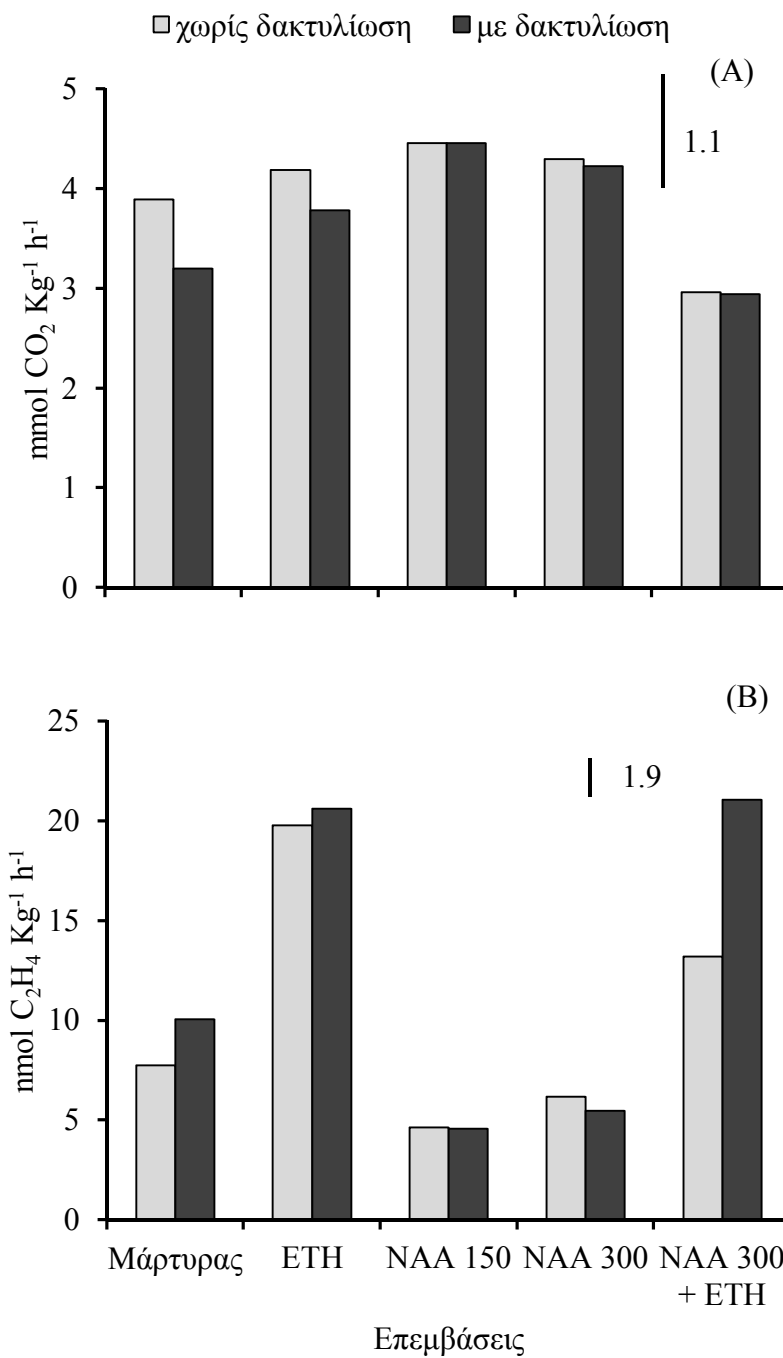 χωρίς δακτυλίωση με δακτυλίωση
(A)
5
4
3
2
1
0
1.1
mmol CO₂ Kg⁻¹ h⁻¹
(B)
25
20
15
10
5
0
1.9
nmol C₂H₄ Kg⁻¹ h⁻¹
Μάρτυρας ETH NAA 150 NAA 300 NAA 300
+ ETH
Επεμβάσεις